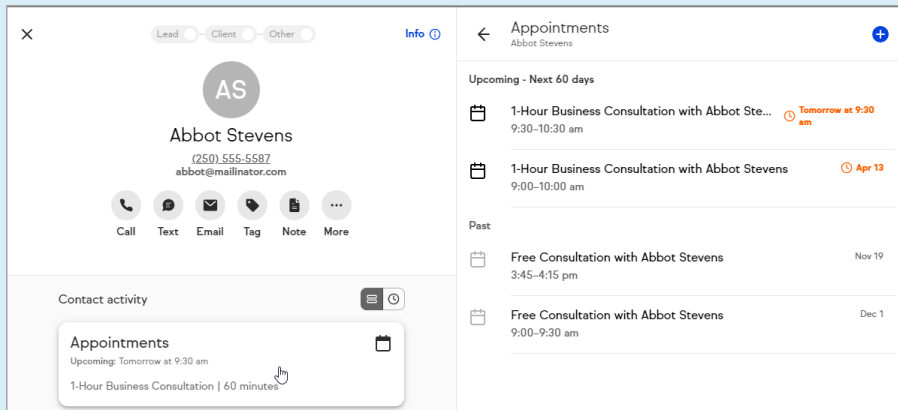 Lead Client Other
Info
AS
Abbot Stevens
(250) 555-5587
abbot@mailinator.com
Call Text Email Tag Note More
Contact activity
Appointments
Upcoming: Tomorrow at 9:30 am
1-Hour Business Consultation | 60 minutes
Appointments
Abbot Stevens
Upcoming - Next 60 days
1-Hour Business Consultation with Abbot Ste...
Tomorrow at 9:30
am
9:30–10:30 am
1-Hour Business Consultation with Abbot Stevens
Apr 13
9:00–10:00 am
Past
Free Consultation with Abbot Stevens
Nov 19
3:45–4:15 pm
Free Consultation with Abbot Stevens
Dec 1
9:00–9:30 am